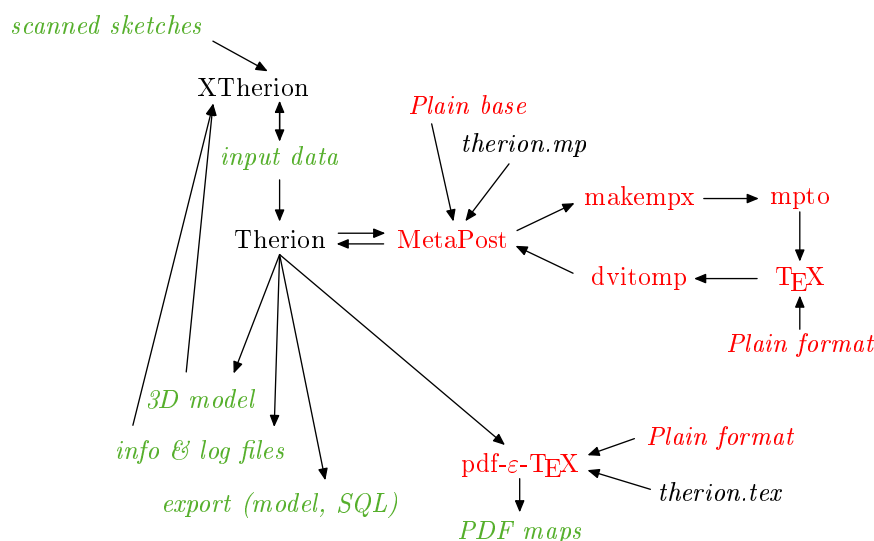 scanned sketches
XTherion
Plain base
therion.mp
input data
makempx
mpto
Therion
MetaPost
dvitomp
TEX
Plain format
3D model
info & log files
Plain format
pdf-ε-TEX
export (model, SQL)
therion.tex
PDF maps